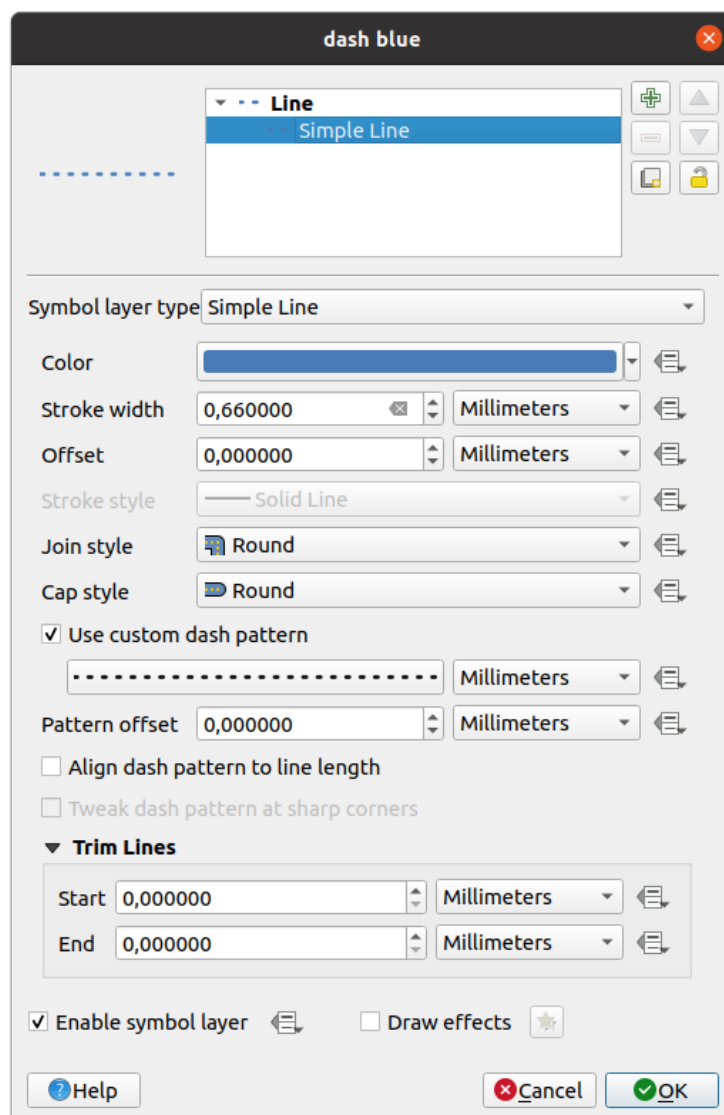 dash blue
Line
Simple Line
Symbol layer type Simple Line
Color
Stroke width 0,660000 Millimeters
Offset 0,000000 Millimeters
Stroke style Solid Line
Join style Round
Cap style Round
Use custom dash pattern
Millimeters
Pattern offset 0,000000 Millimeters
Align dash pattern to line length
Tweak dash pattern at sharp corners
Trim Lines
Start 0,000000 Millimeters
End 0,000000 Millimeters
Enable symbol layer Draw effects
Help Cancel OK